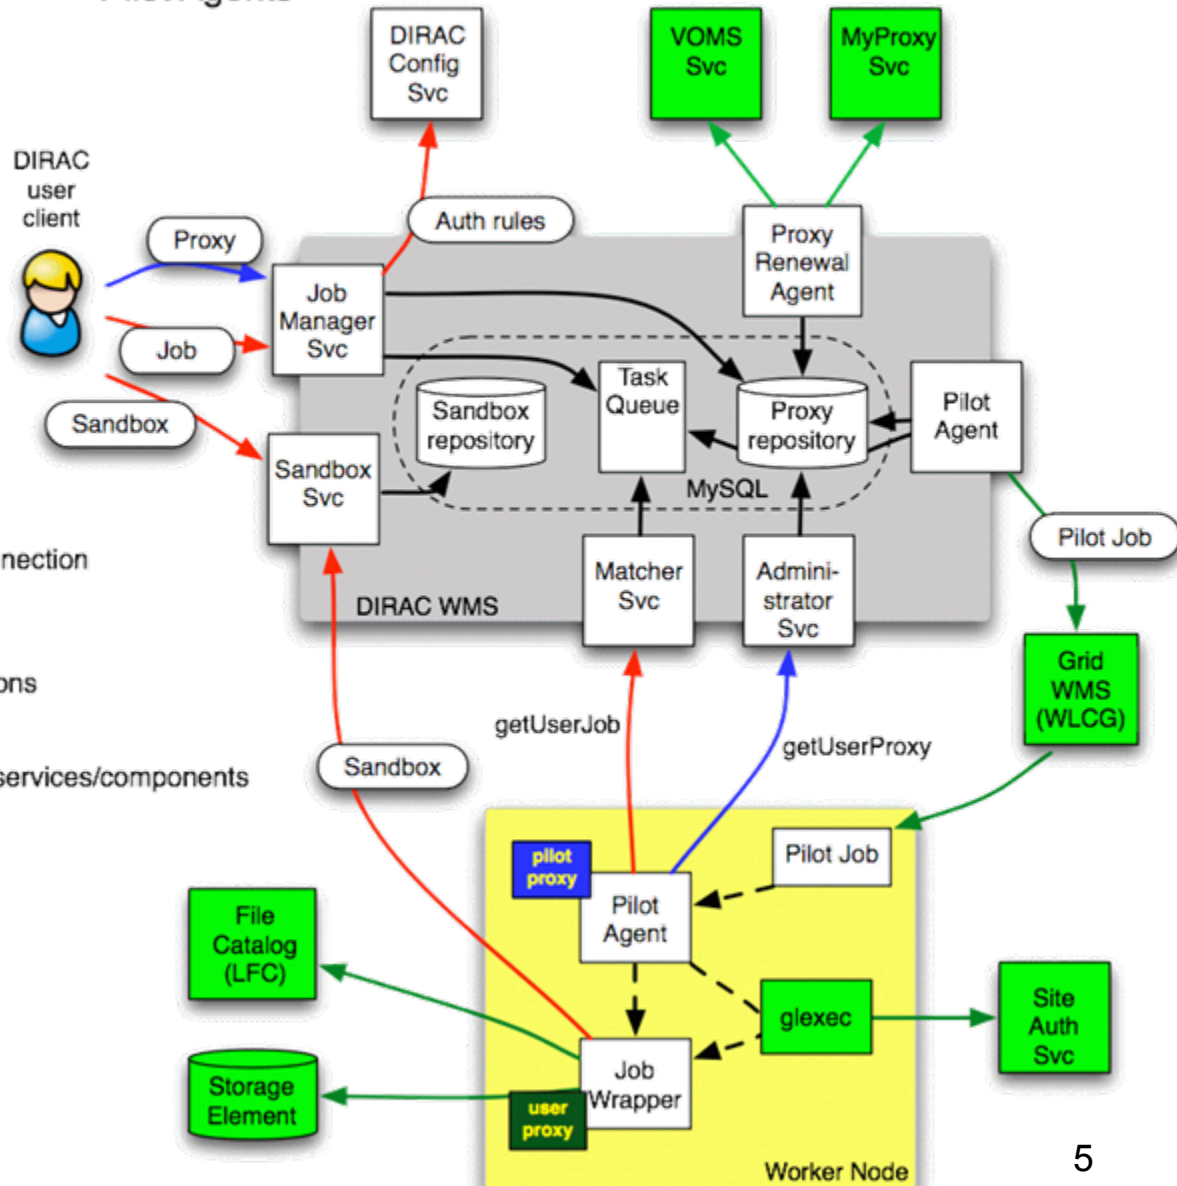 DIRAC
Config
Svc
VOMS
Svc
MyProxy
Svc
DIRAC
user
client
Proxy
Auth rules
Job
Sandbox
Job
Manager
Svc
Proxy
Renewal
Agent
Sandbox
repository
Task
Queue
Proxy
repository
Pilot
Agent
MySQL
Sandbox
Svc
Pilot Job
nection
Matcher
Svc
Admini-
strator
Svc
DIRAC WMS
ons
Grid
WMS
(WLCG)
getUserJob
getUserProxy
services/components
Sandbox
pilot
proxy
Pilot Job
Pilot
Agent
File
Catalog
(LFC)
glexec
Site
Auth
Svc
Job
Wrapper
user
proxy
Storage
Element
Worker Node
5